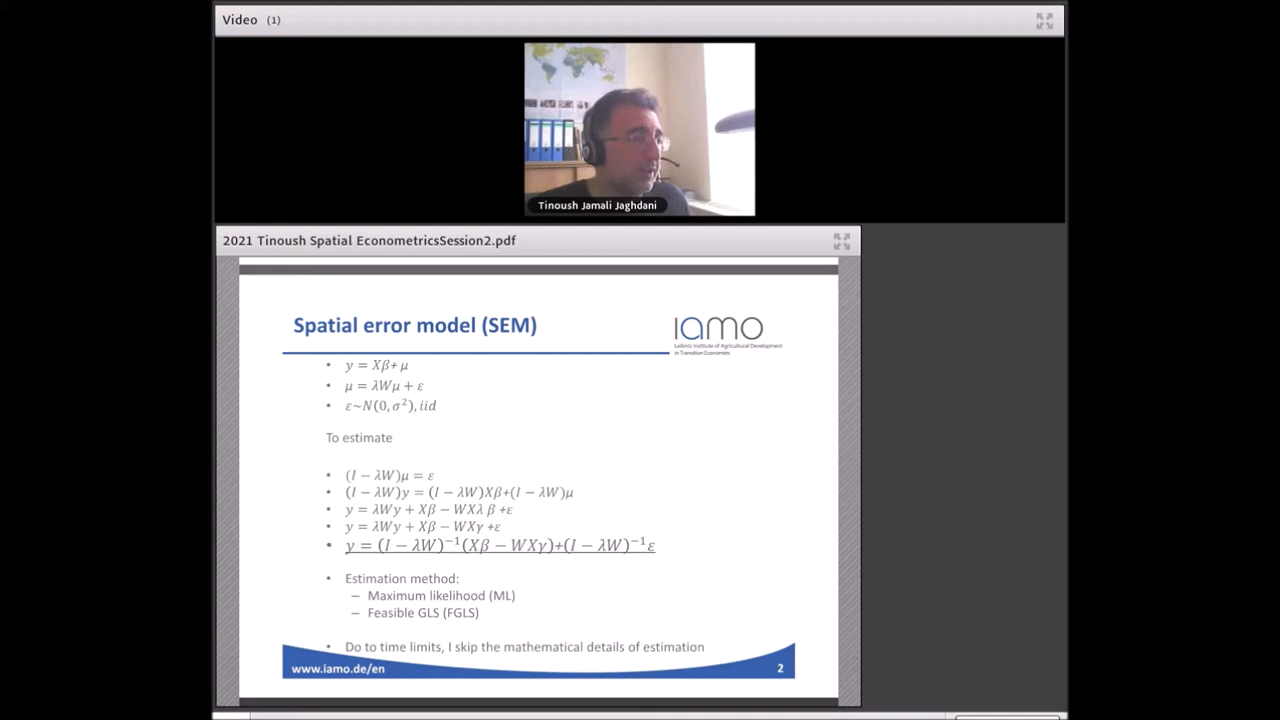 Video (1)
Tinoush Jamali Jaghdani
2021 Tinoush Spatial EconometricsSession2.pdf
Spatial error model (SEM)
iamo
Leibniz Institute of Agricultural Development
in Transition Economies
• y = Xβ+ μ
• μ = λWμ + ε
• ε~N(0, σ²), iid
To estimate
• (I − λW)μ = ε
• (I − λW)y = (I − λW)Xβ+(I − λW)μ
• y = λWy + Xβ − WXλ β +ε
• y = λWy + Xβ − WXγ +ε
• y = (I − λW)⁻¹(Xβ − WXγ)+(I − λW)⁻¹ε
• Estimation method:
– Maximum likelihood (ML)
– Feasible GLS (FGLS)
• Do to time limits, I skip the mathematical details of estimation
www.iamo.de/en
2